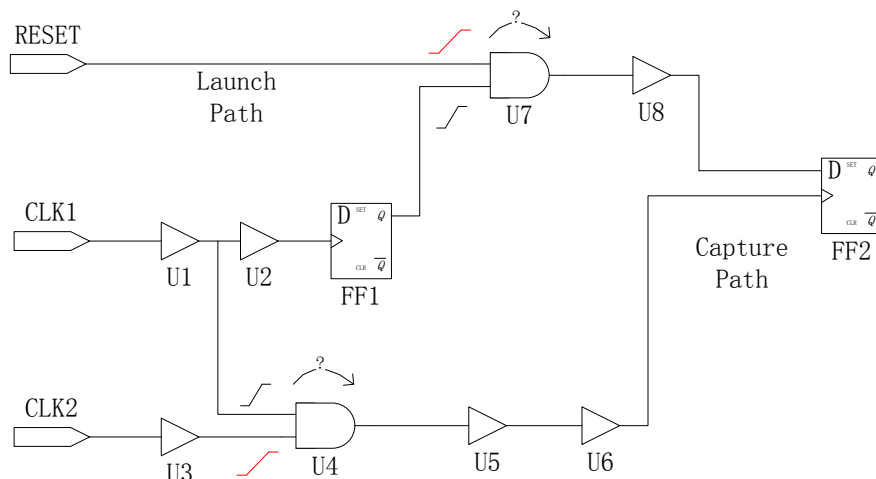 RESET
Launch
Path
?
U7
U8
D
SET
Q
CLR
Q
FF2
CLK1
U1
U2
D
SET
Q
CLR
Q
FF1
Capture
Path
?
CLK2
U3
U4
U5
U6